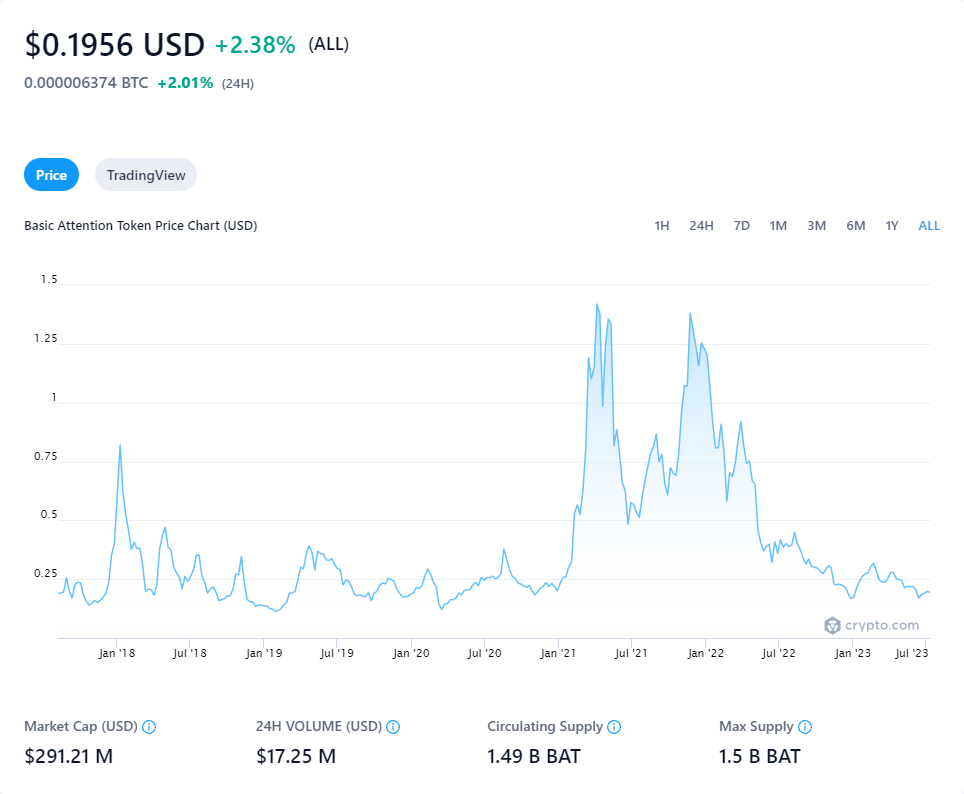 $0.1956 USD +2.38% (ALL)
0.000006374 BTC +2.01% (24H)
Price TradingView
Basic Attention Token Price Chart (USD) 1H 24H 7D 1M 3M 6M 1Y ALL
1.5
1.25
1
0.75
0.5
0.25
crypto.com
Jan '18 Jul '18 Jan '19 Jul '19 Jan '20 Jul '20 Jan '21 Jul '21 Jan '22 Jul '22 Jan '23 Jul '23
Market Cap (USD) 24H VOLUME (USD) Circulating Supply Max Supply
$291.21 M $17.25 M 1.49 B BAT 1.5 B BAT